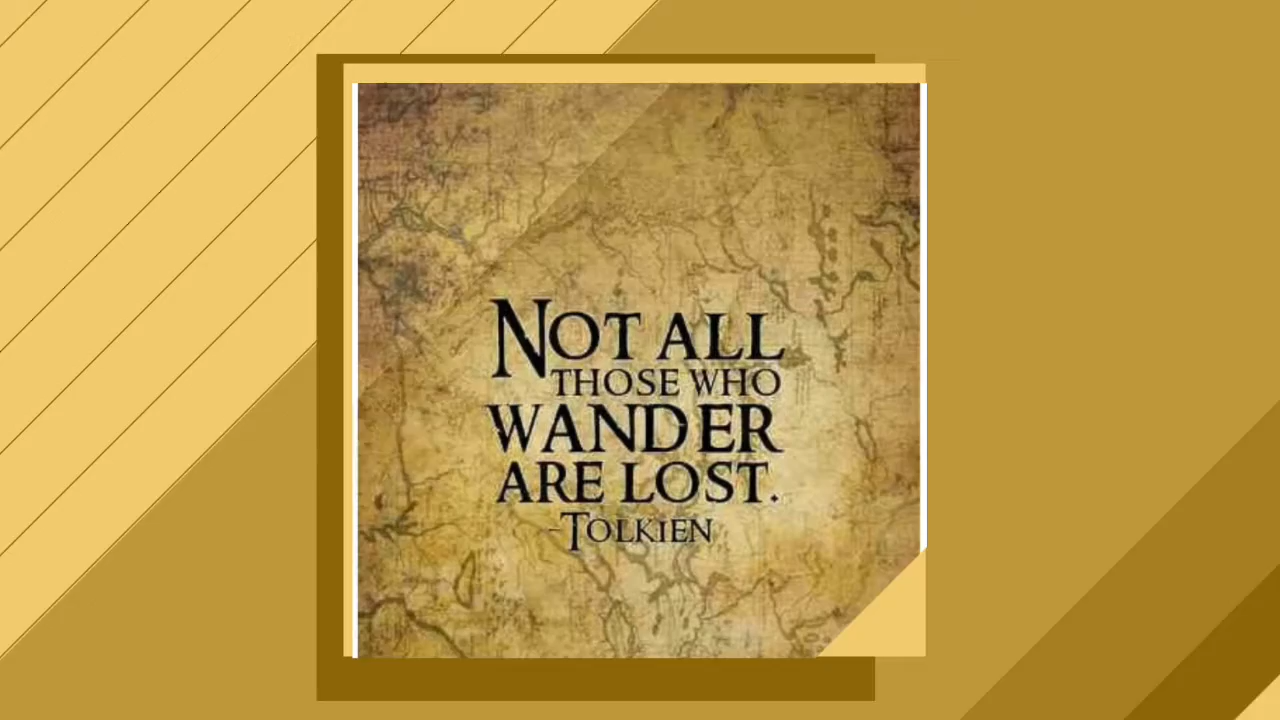 NOT ALL
THOSE WHO
WANDER
ARE LOST.
-TOLKIEN